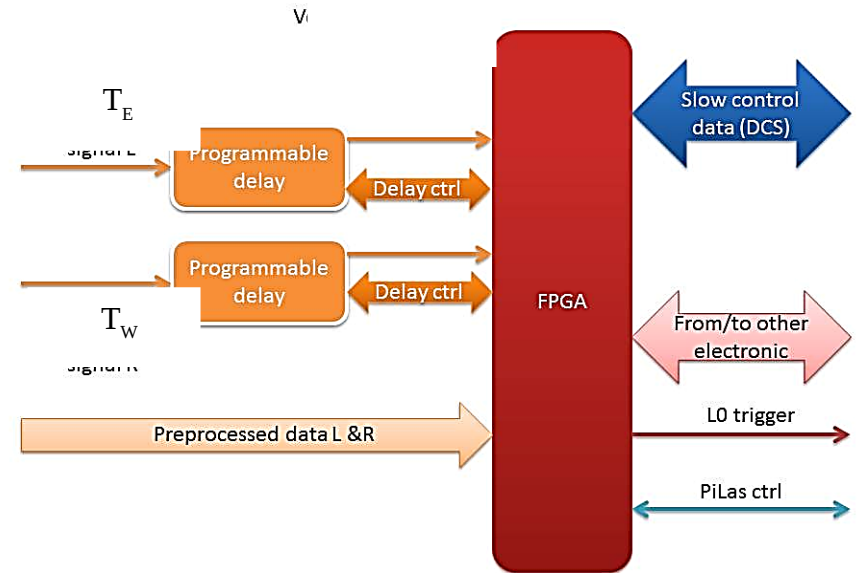 T_E
Programmable
delay
Delay ctrl
Programmable
delay
Delay ctrl
T_W
Preprocessed data L &R
FPGA
Slow control
data (DCS)
From/to other
electronic
L0 trigger
PiLas ctrl